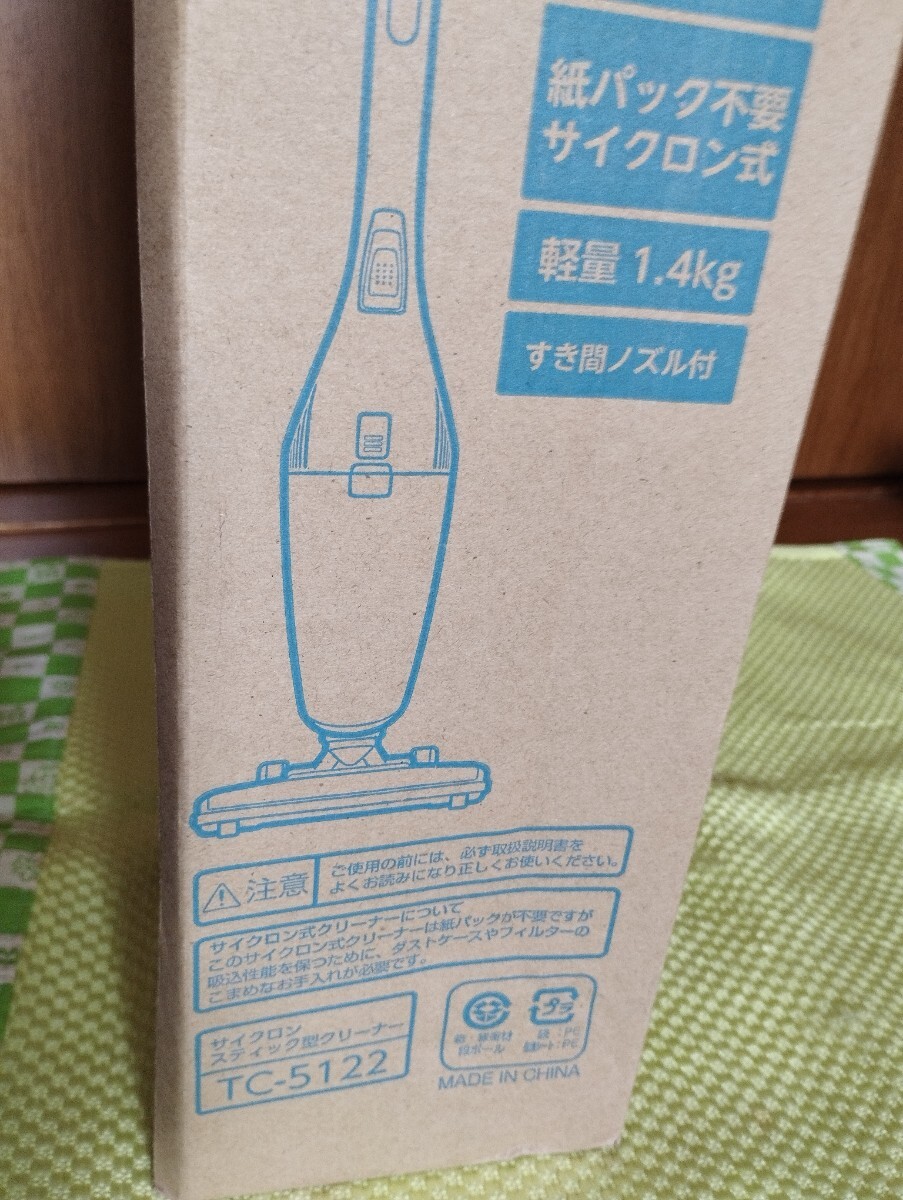 紙パック不要
サイクロン式
軽量 1.4kg
すき間ノズル付
注意
ご使用の前には、必ず取扱説明書を
よくお読みになり正しくお使いください。
サイクロン式クリーナーについて
このサイクロン式クリーナーは紙パックが不要ですが
吸込性能を保つために、ダストケースやフィルターの
こまめなお手入れが必要です。
サイクロン
スティック型クリーナー
TC-5122
プラ
箱・緩衝材
段ボール
袋：PE
MADE IN CHINA